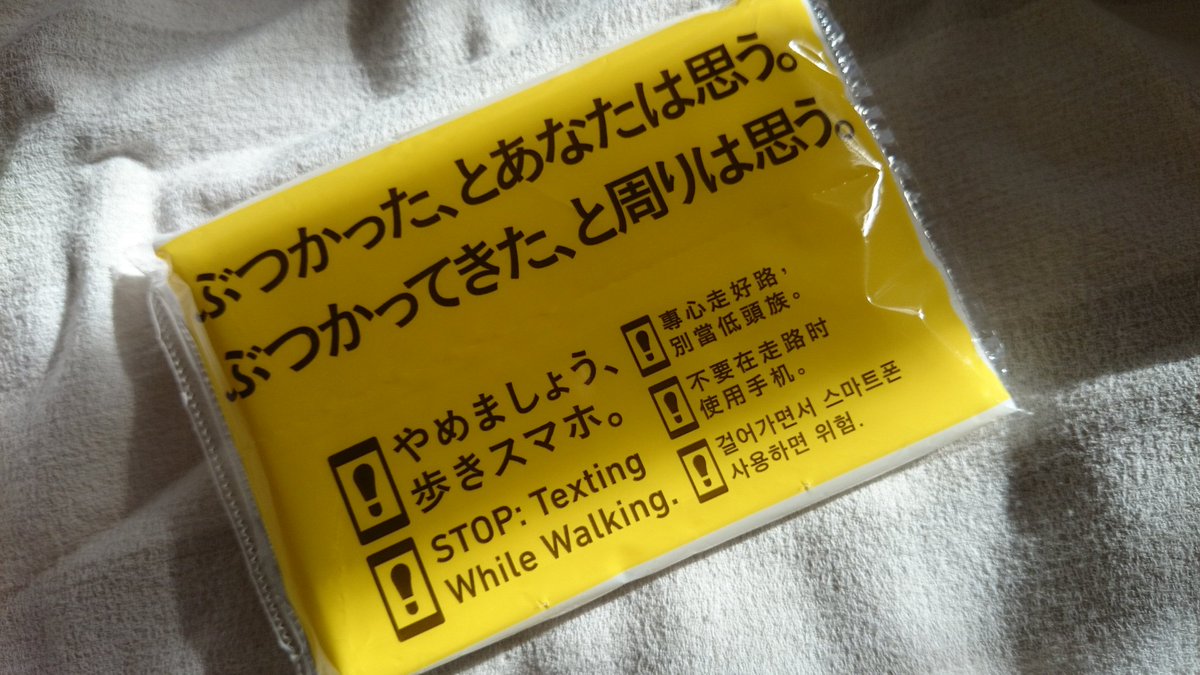 ぶつかった、とあなたは思う。
ぶつかってきた、と周りは思う。
やめましょう、
歩きスマホ。
STOP: Texting
While Walking.
專心走好路，
別當低頭族。
不要在走路时
使用手机。
걸어가면서 스마트폰
사용하면 위험.